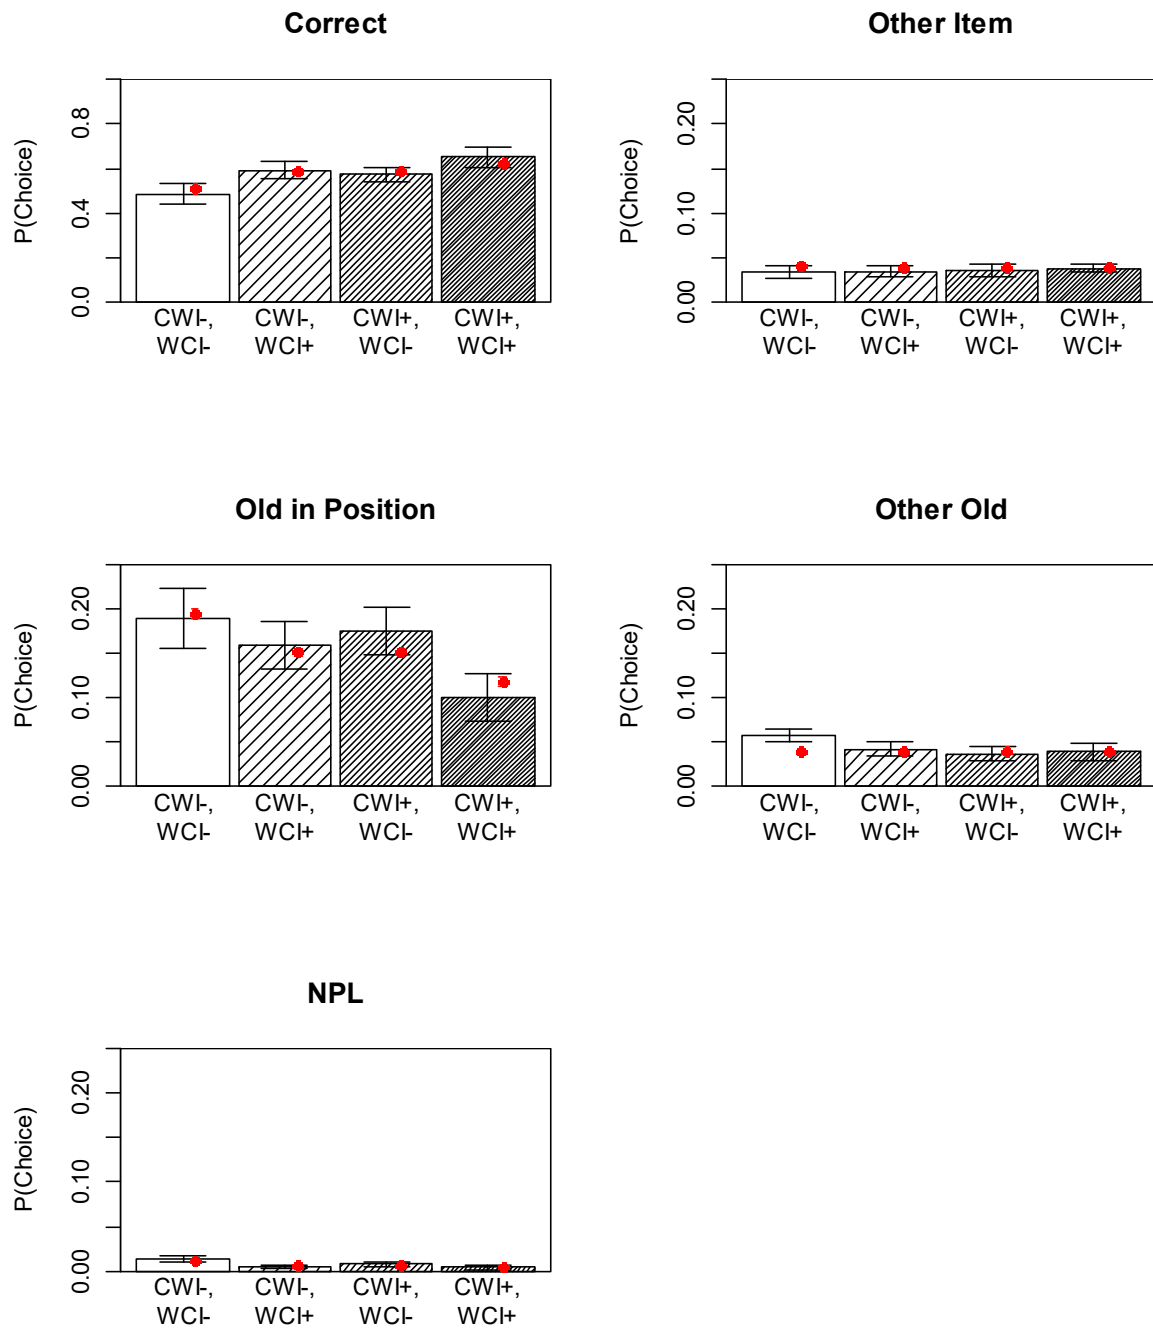 Correct
P(Choice)
0.0 0.4 0.8
CWI-, CWI-, CWI+, CWI+,
WCI- WCI+ WCI- WCI+
Other Item
P(Choice)
0.00 0.10 0.20
CWI-, CWI-, CWI+, CWI+,
WCI- WCI+ WCI- WCI+
Old in Position
P(Choice)
0.00 0.10 0.20
CWI-, CWI-, CWI+, CWI+,
WCI- WCI+ WCI- WCI+
Other Old
P(Choice)
0.00 0.10 0.20
CWI-, CWI-, CWI+, CWI+,
WCI- WCI+ WCI- WCI+
NPL
P(Choice)
0.00 0.10 0.20
CWI-, CWI-, CWI+, CWI+,
WCI- WCI+ WCI- WCI+